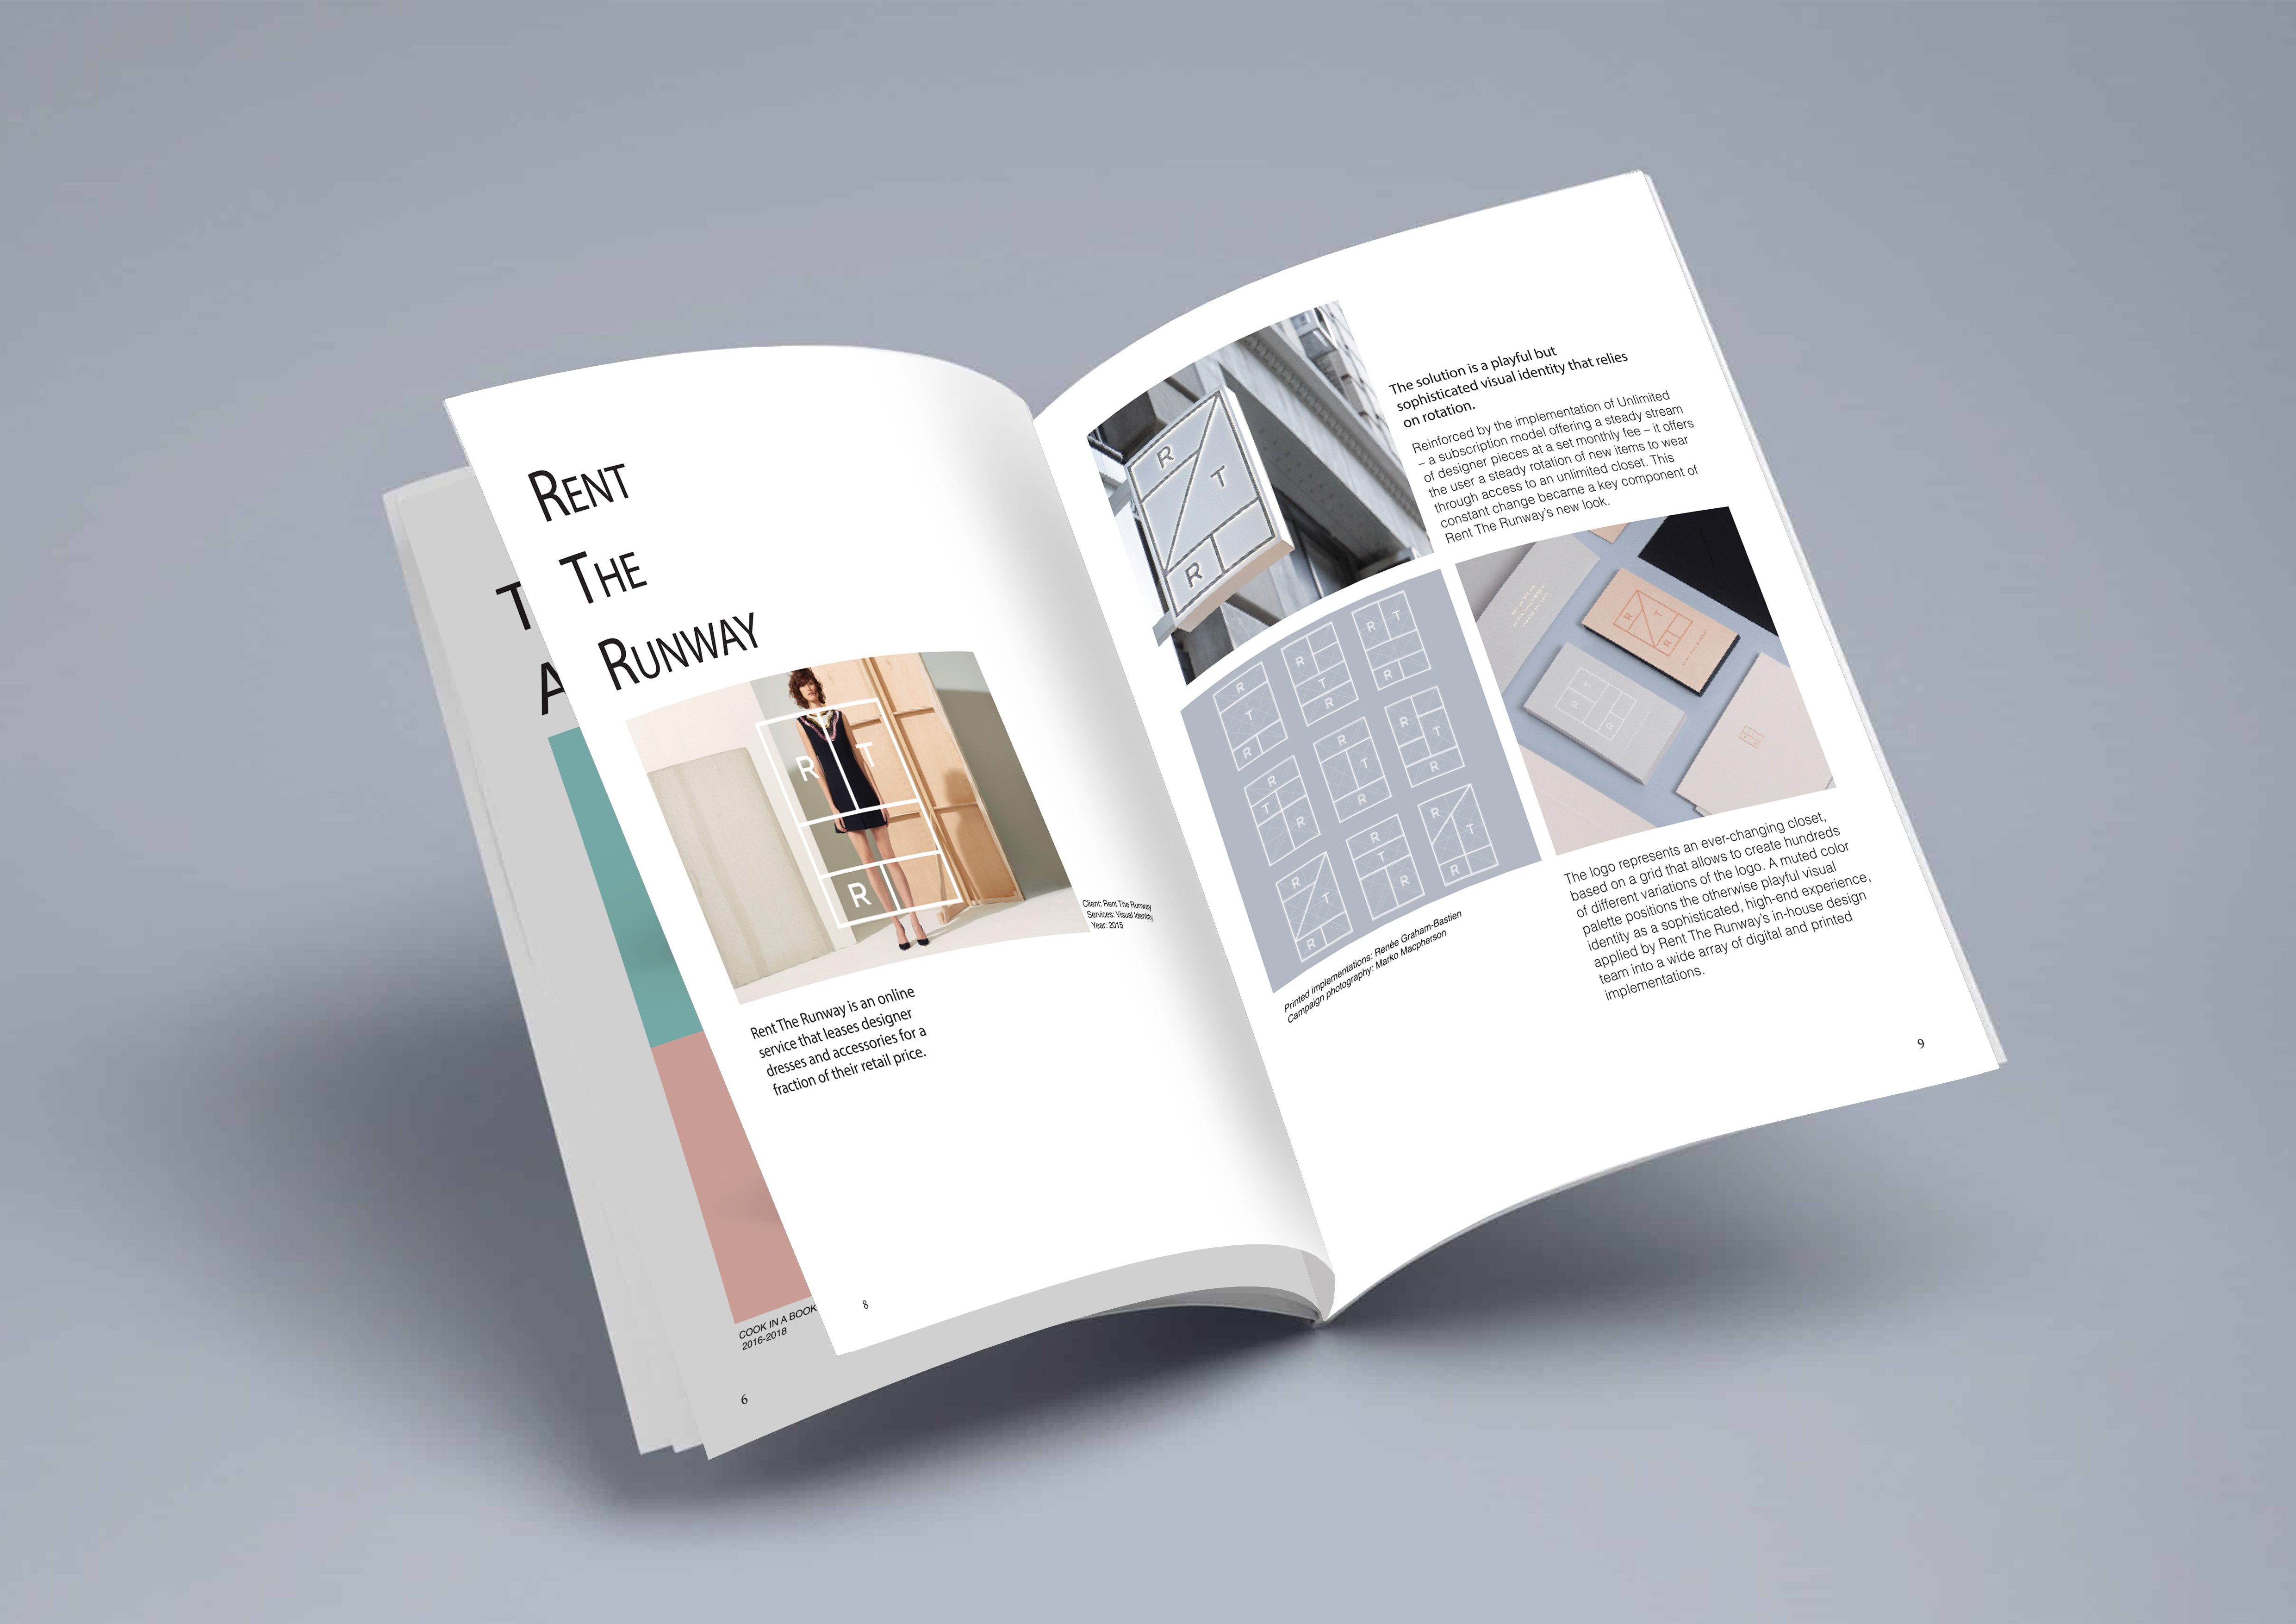 T
A
COOK IN A BOOK
2016-2018
6
RENT
THE
RUNWAY
R T
R
Client: Rent The Runway
Services: Visual Identity
Year: 2015
Rent The Runway is an online
service that leases designer
dresses and accessories for a
fraction of their retail price.
8
R
T
R
The solution is a playful but
sophisticated visual identity that relies
on rotation.
Reinforced by the implementation of Unlimited
– a subscription model offering a steady stream
of designer pieces at a set monthly fee – it offers
the user a steady rotation of new items to wear
through access to an unlimited closet. This
constant change became a key component of
Rent The Runway's new look.
R
T
R
R
T
R
R T
R
R
T
R
R
T
R
R
T
R
R
T
R
R
T
R
R
T
R
R
T
R
R
T
R
Printed implementations: Renée Graham-Bastien
Campaign photography: Marko Macpherson
The logo represents an ever-changing closet,
based on a grid that allows to create hundreds
of different variations of the logo. A muted color
palette positions the otherwise playful visual
identity as a sophisticated, high-end experience,
applied by Rent The Runway's in-house design
team into a wide array of digital and printed
implementations.
9